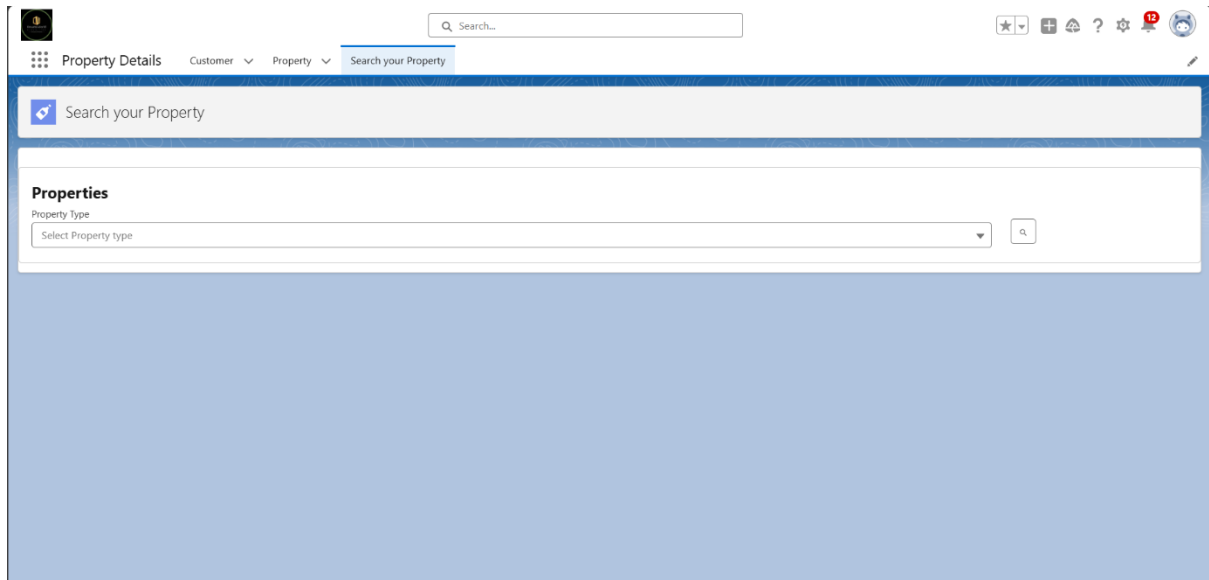 Search...
12
Property Details Customer Property Search your Property
Search your Property
Properties
Property Type
Select Property type